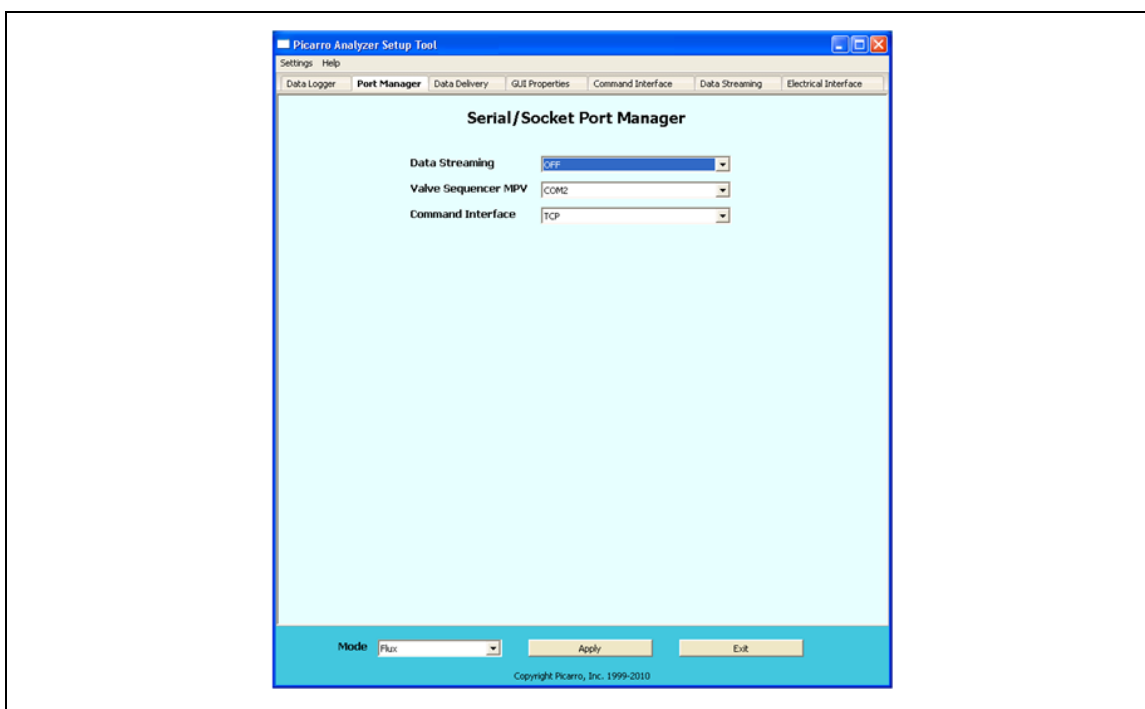 Picarro Analyzer Setup Tool
Settings Help
Data Logger Port Manager Data Delivery GUI Properties Command Interface Data Streaming Electrical Interface
Serial/Socket Port Manager
Data Streaming OFF
Valve Sequencer MPV COM2
Command Interface TCP
Mode Flux Apply Exit
Copyright Picarro, Inc. 1999-2010